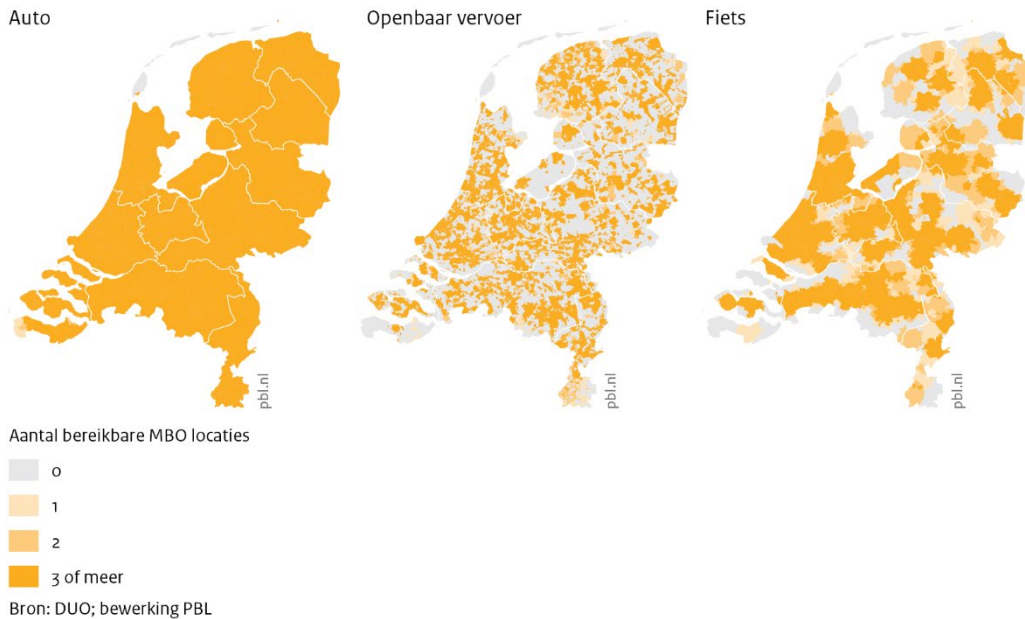 Auto
Openbaar vervoer
Fiets
pbl.nl
pbl.nl
pbl.nl
Aantal bereikbare MBO locaties
0
1
2
3 of meer
Bron: DUO; bewerking PBL